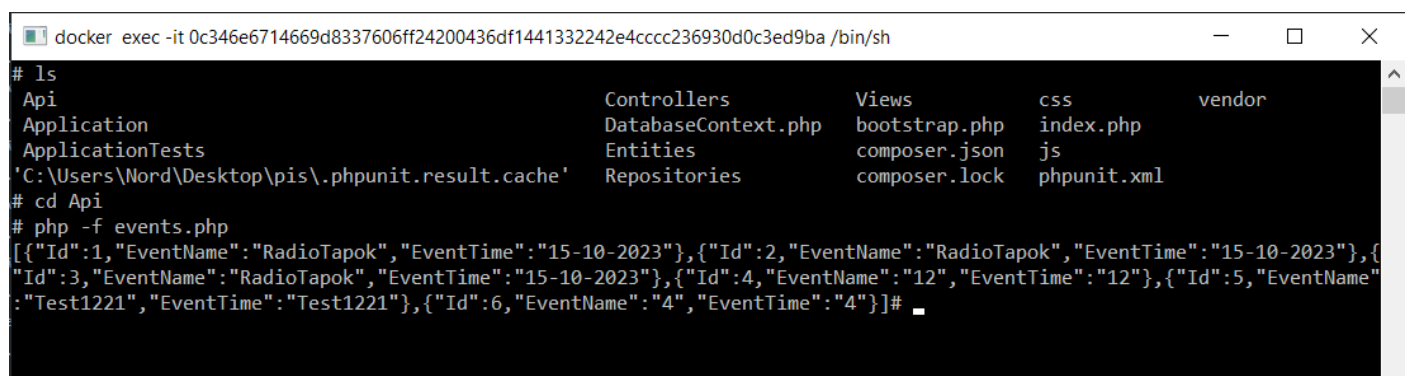 docker exec -it 0c346e6714669d8337606ff24200436df1441332242e4cccc236930d0c3ed9ba /bin/sh
# ls
Api Controllers Views css vendor
Application DatabaseContext.php bootstrap.php index.php
ApplicationTests Entities composer.json js
'C:\Users\Nord\Desktop\pis\.phpunit.result.cache' Repositories composer.lock phpunit.xml
# cd Api
# php -f events.php
[{"Id":1,"EventName":"RadioTapok","EventTime":"15-10-2023"},{"Id":2,"EventName":"RadioTapok","EventTime":"15-10-2023"},{
"Id":3,"EventName":"RadioTapok","EventTime":"15-10-2023"},{"Id":4,"EventName":"12","EventTime":"12"},{"Id":5,"EventName"
:"Test1221","EventTime":"Test1221"},{"Id":6,"EventName":"4","EventTime":"4"}]#